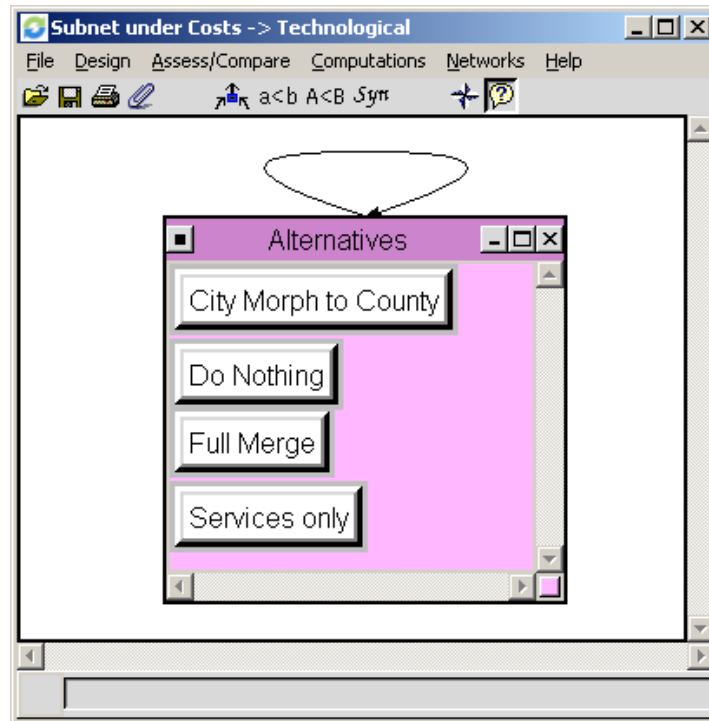 Subnet under Costs -> Technological
File Design Assess/Compare Computations Networks Help
a<b A<B Syn
Alternatives
City Morph to County
Do Nothing
Full Merge
Services only